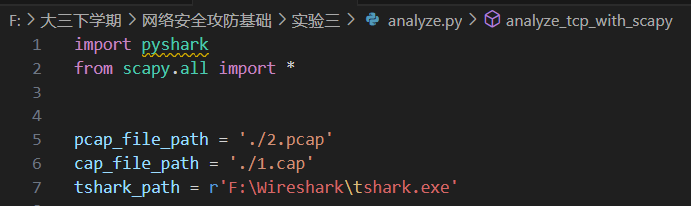 F: > 大三下学期 > 网络安全攻防基础 > 实验三 > analyze.py > analyze_tcp_with_scapy
1 import pyshark
2 from scapy.all import *
3
4
5 pcap_file_path = './2.pcap'
6 cap_file_path = './1.cap'
7 tshark_path = r'F:\Wireshark\tshark.exe'